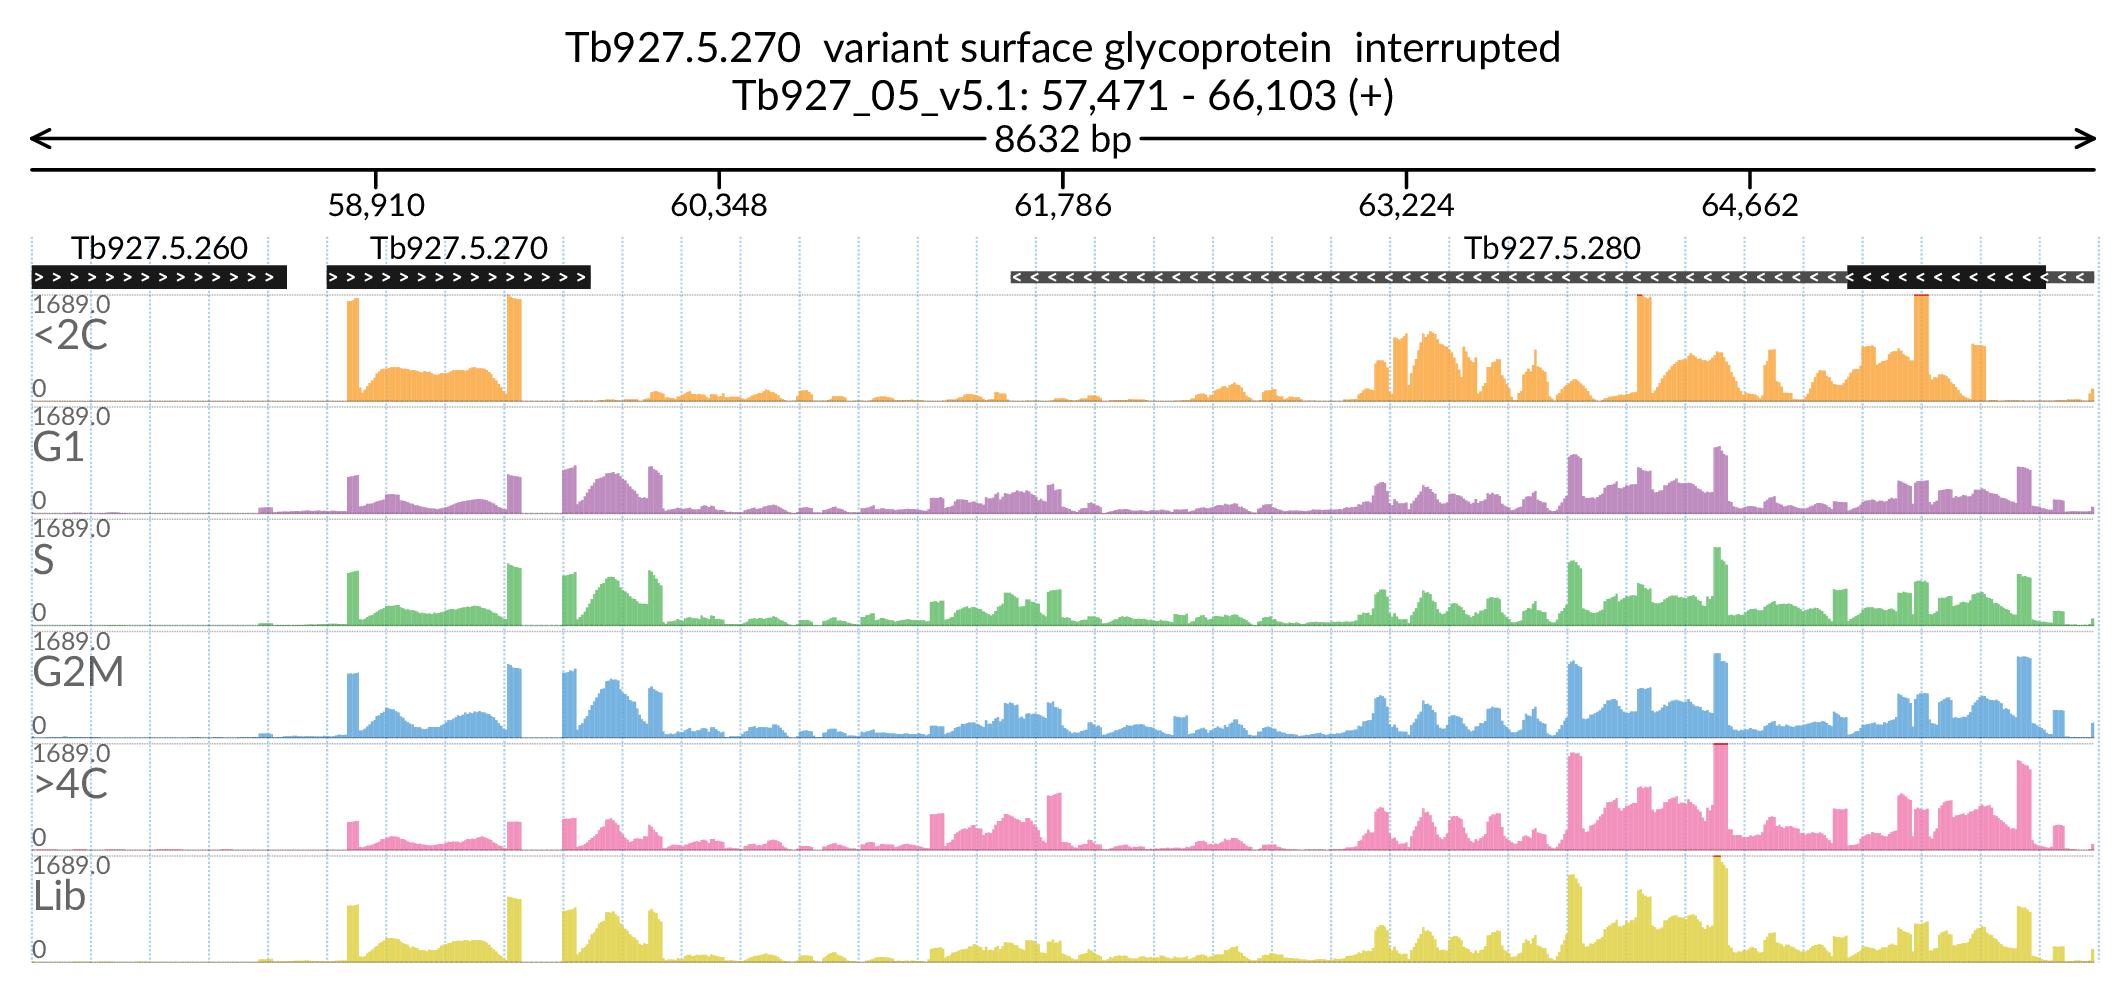 Tb927.5.270  variant surface glycoprotein  interrupted
Tb927_05_v5.1: 57,471 - 66,103 (+)
8632 bp
58,910 60,348 61,786 63,224 64,662
Tb927.5.260 Tb927.5.270 Tb927.5.280
1689.0
<2C
0
1689.0
G1
0
1689.0
S
0
1689.0
G2M
0
1689.0
>4C
0
1689.0
Lib
0